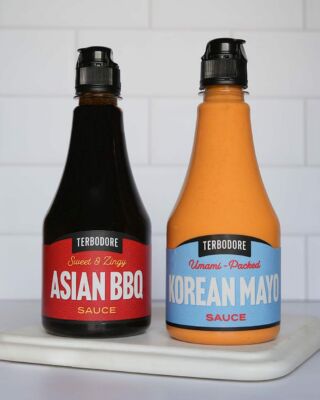 TERBODORE
Sweet & Zingy
ASIAN BBQ
SAUCE
TERBODORE
Umami-Packed
KOREAN MAYO
SAUCE